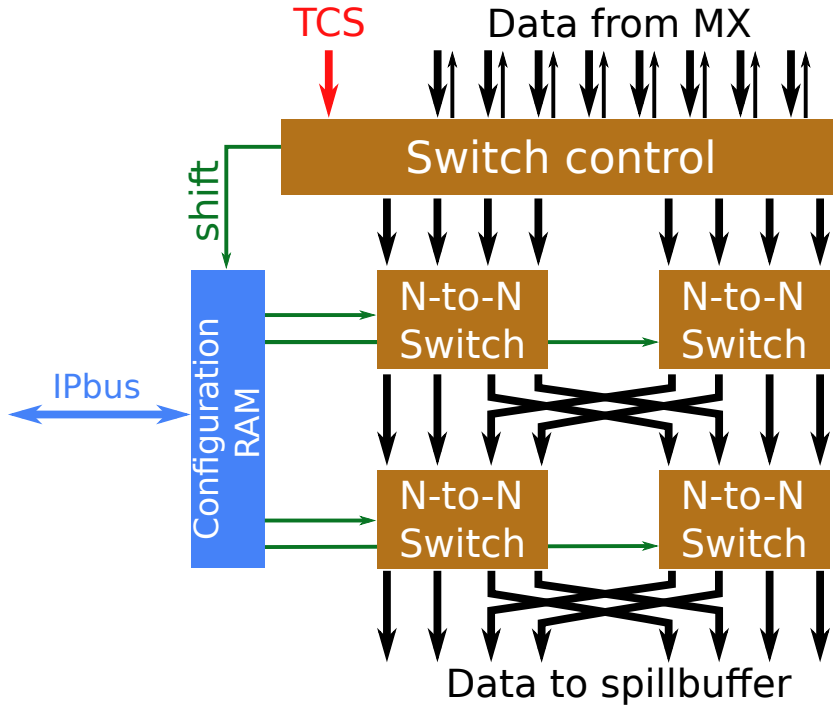 TCS
Data from MX
Switch control
shift
N-to-N
Switch
N-to-N
Switch
IPbus
Configuration
RAM
N-to-N
Switch
N-to-N
Switch
Data to spillbuffer